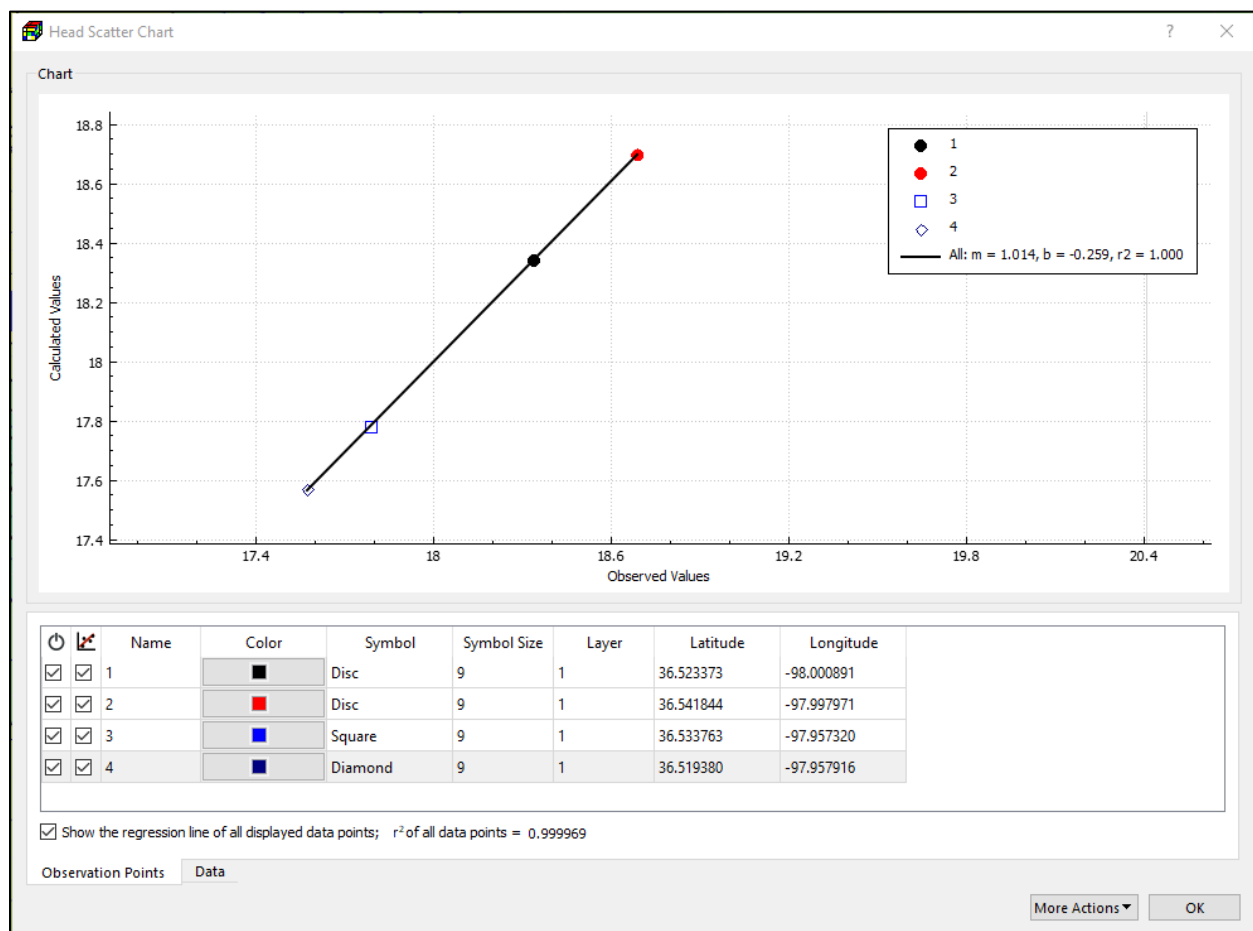 Head Scatter Chart
?
Chart
18.8
18.6
18.4
18.2
18
17.8
17.6
17.4
Calculated Values
17.4 18 18.6 19.2 19.8 20.4
Observed Values
1
2
3
4
All: m = 1.014, b = -0.259, r2 = 1.000
Name Color Symbol Symbol Size Layer Latitude Longitude
1 Disc 9 1 36.523373 -98.000891
2 Disc 9 1 36.541844 -97.997971
3 Square 9 1 36.533763 -97.957320
4 Diamond 9 1 36.519380 -97.957916
Show the regression line of all displayed data points; r² of all data points = 0.999969
Observation Points Data
More Actions OK